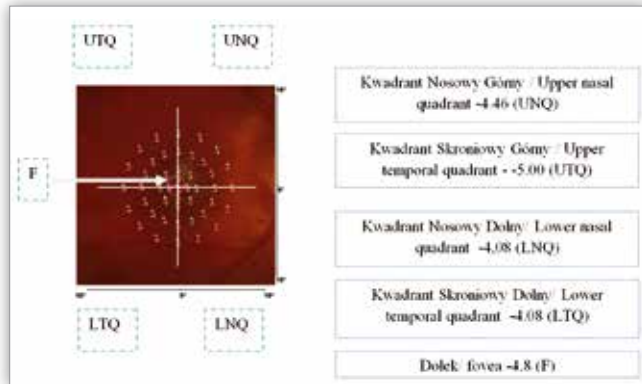 UTQ
UNQ
F
LTQ
LNQ
Kwadrant Nosowy Górny / Upper nasal
quadrant -4.46 (UNQ)
Kwadrant Skroniowy Górny / Upper
temporal quadrant - -5.00 (UTQ)
Kwadrant Nosowy Dolny/ Lower nasal
quadrant -4.08 (LNQ)
Kwadrant Skroniowy Dolny/ Lower
temporal quadrant -4.08 (LTQ)
Dołek fovea -4.8 (F)